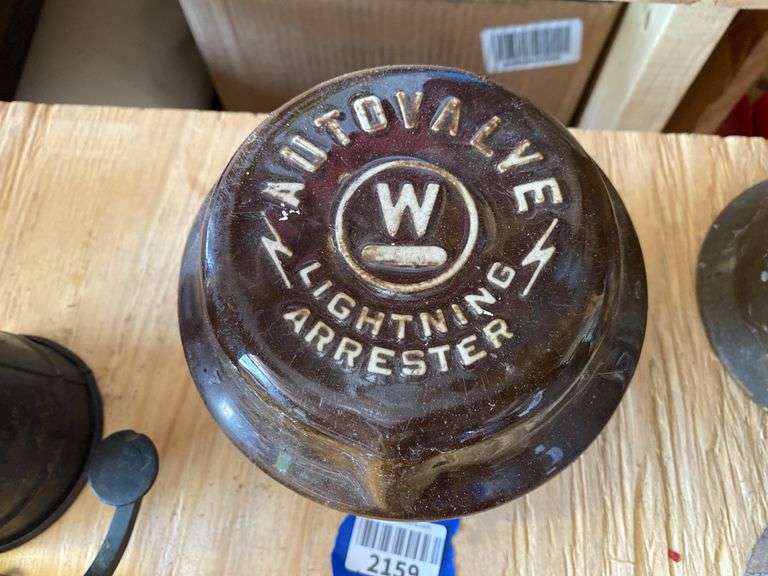 AUTOVALVE
W
LIGHTNING
ARRESTER
2159